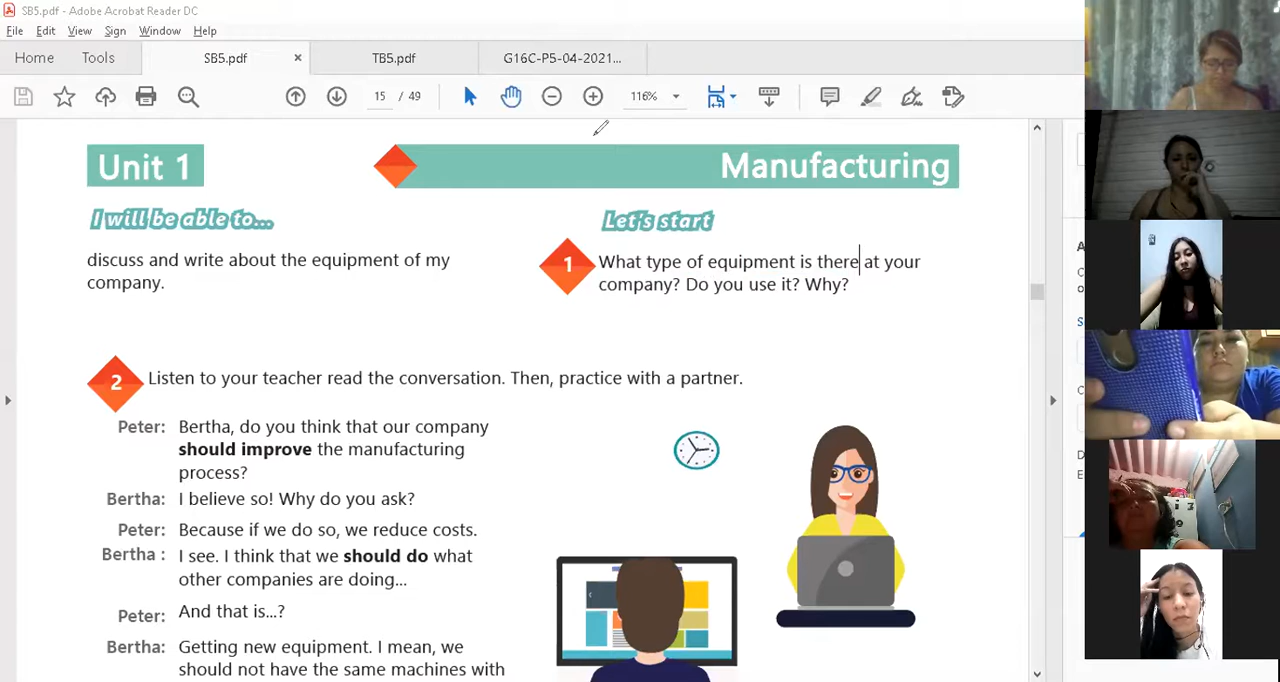 SB5.pdf - Adobe Acrobat Reader DC
File Edit View Sign Window Help
Home Tools SB5.pdf × TB5.pdf G16C-P5-04-2021...
15 / 49 116%
Unit 1 Manufacturing
I will be able to...
discuss and write about the equipment of my
company.
Let's start
1 What type of equipment is there at your
company? Do you use it? Why?
2 Listen to your teacher read the conversation. Then, practice with a partner.
Peter: Bertha, do you think that our company
should improve the manufacturing
process?
Bertha: I believe so! Why do you ask?
Peter: Because if we do so, we reduce costs.
Bertha : I see. I think that we should do what
other companies are doing...
Peter: And that is...?
Bertha: Getting new equipment. I mean, we
should not have the same machines with